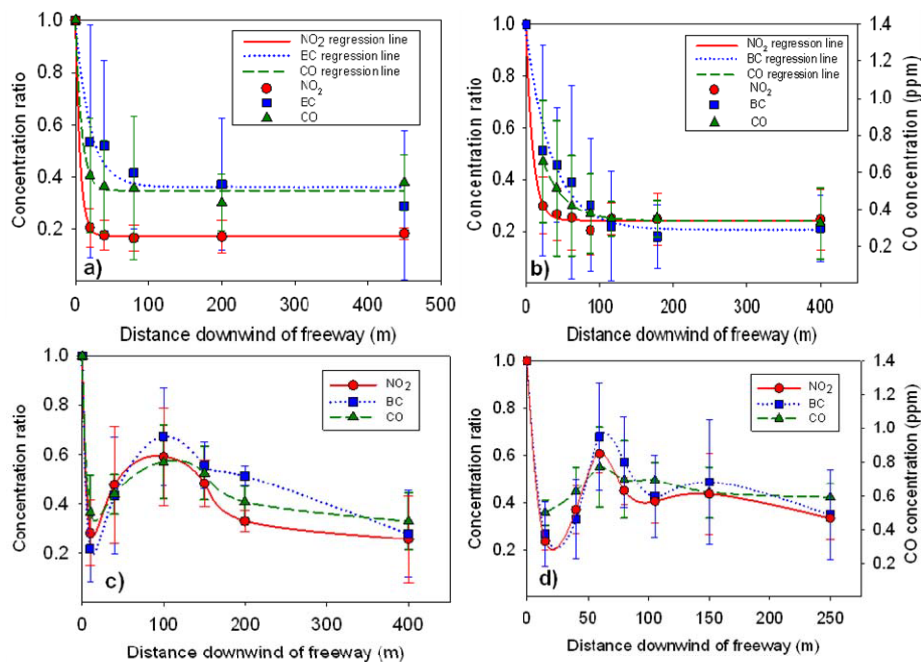 1.0
0.8
0.6
0.4
0.2
Concentration ratio
NO2 regression line
EC regression line
CO regression line
NO2
EC
CO
a)
0 100 200 300 400 500
Distance downwind of freeway (m)
1.0
0.8
0.6
0.4
0.2
Concentration ratio
NO2 regression line
BC regression line
CO regression line
NO2
BC
CO
b)
1.4
1.2
1.0
0.8
0.6
0.4
0.2
0.0
CO concentration (ppm)
0 100 200 300 400
Distance downwind of freeway (m)
1.0
0.8
0.6
0.4
0.2
Concentration ratio
NO2
BC
CO
c)
0 100 200 300 400
Distance downwind of freeway (m)
1.0
0.8
0.6
0.4
0.2
Concentration ratio
NO2
BC
CO
d)
1.4
1.2
1.0
0.8
0.6
0.4
0.2
0.0
CO concentration (ppm)
0 50 100 150 200 250
Distance downwind of freeway (m)